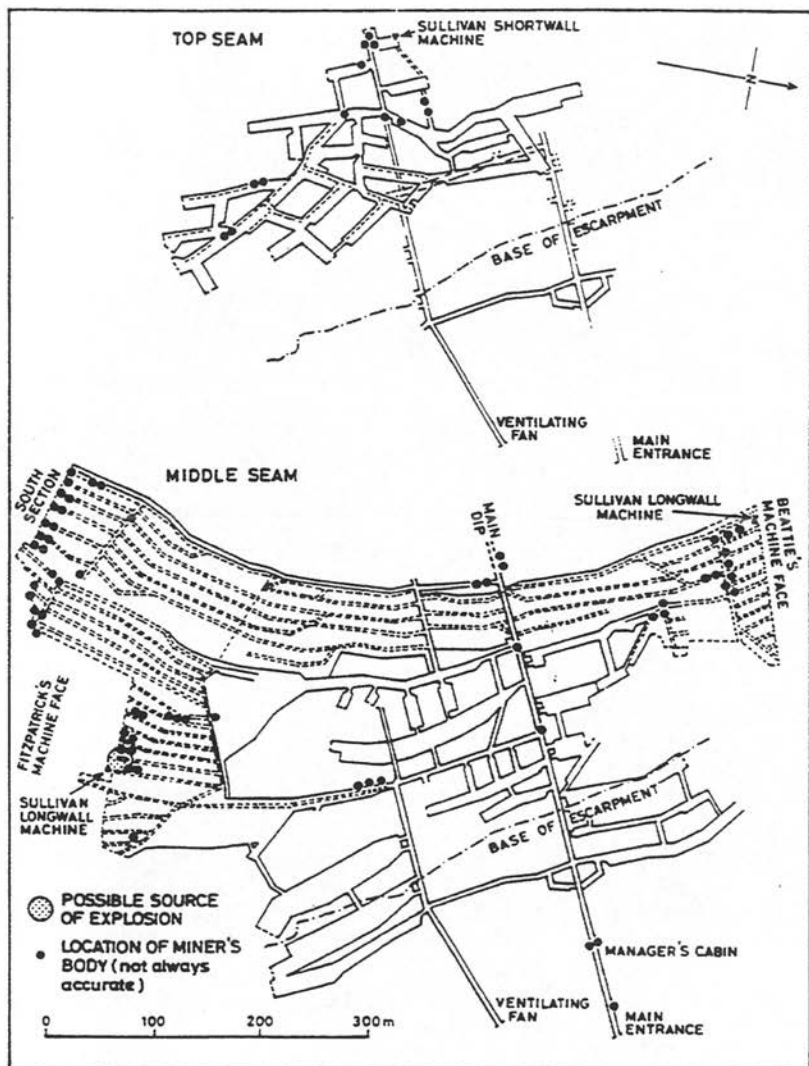 TOP SEAM
SULLIVAN SHORTWALL
MACHINE
N
BASE OF ESCARPMENT
VENTILATING
FAN
MAIN
ENTRANCE
MIDDLE SEAM
SOUTH
SECTION
MAIN
DIP
SULLIVAN LONGWALL
MACHINE
BEATTIE'S
MACHINE FACE
FITZPATRICK'S
MACHINE FACE
SULLIVAN
LONGWALL
MACHINE
BASE OF ESCARPMENT
POSSIBLE SOURCE
OF EXPLOSION
LOCATION OF MINER'S
BODY (not always
accurate)
MANAGER'S CABIN
VENTILATING
FAN
MAIN
ENTRANCE
0 100 200 300 m